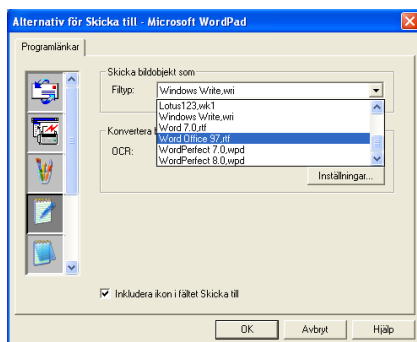 Alternativ för Skicka till - Microsoft WordPad
Programlänkar
Skicka bildobjekt som
Filtyp:
Windows Write,wri
Lotus123,wk1
Windows Write,wri
Word 7.0,rtf
Word Office 97,rtf
WordPerfect 7.0,wpd
WordPerfect 8.0,wpd
Konvertera
OCR:
Inställningar...
Inkludera ikon i fältet Skicka till
OK
Avbryt
Hjälp